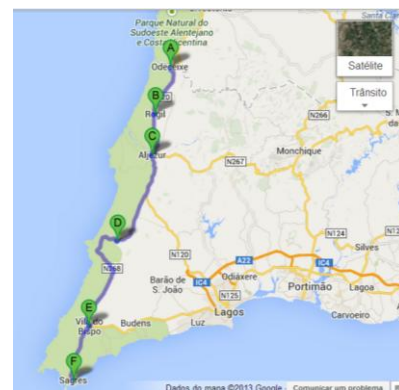 Parque Natural do
Sudoeste Alentejano
e Costa Vicentina
Santa Clara
A
Odeceixe
Satélite
Trânsito
B
Rogil
N266
C
Aljezur
N267
Monchique
D
N268
N120
N124
Silves
IC4
A22
IC4
Barão de
S. João
Odiáxere
N125
Portimão
Lagoa
E
Vila do
Bispo
Budens
Luz
Lagos
Carvoeiro
F
Sagres
Dados do mapa ©2013 Google
Comunicar um problema